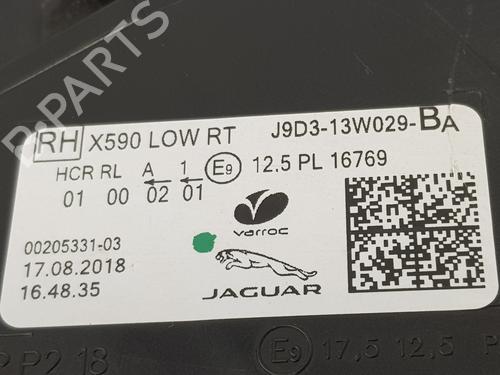 B-PARTS
RH X590 LOW RT J9D3-13W029-BA
HCR RL A 1 E9 12.5 PL 16769
01 00 02 01
varroc
00205331-03
17.08.2018
16.48.35
JAGUAR
P2 18 E9 17,5 12,5 P